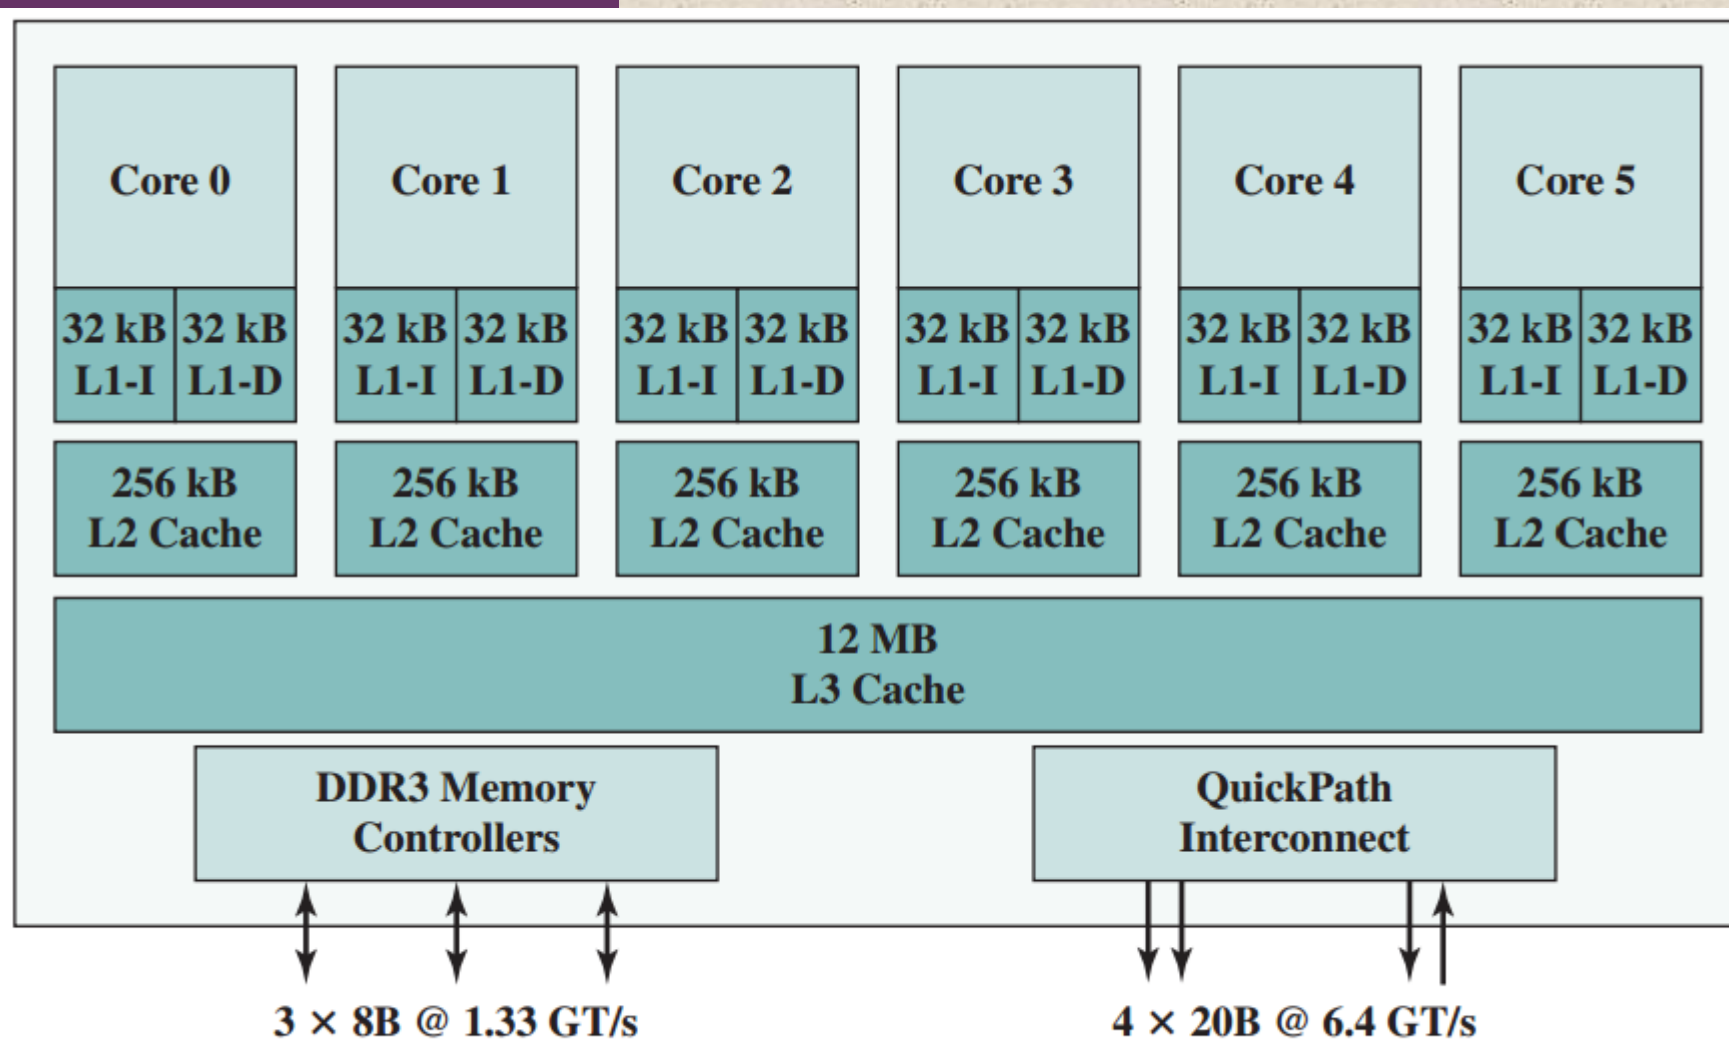 Core 0
Core 1
Core 2
Core 3
Core 4
Core 5
32 kB
L1-I
32 kB
L1-D
32 kB
L1-I
32 kB
L1-D
32 kB
L1-I
32 kB
L1-D
32 kB
L1-I
32 kB
L1-D
32 kB
L1-I
32 kB
L1-D
32 kB
L1-I
32 kB
L1-D
256 kB
L2 Cache
256 kB
L2 Cache
256 kB
L2 Cache
256 kB
L2 Cache
256 kB
L2 Cache
256 kB
L2 Cache
12 MB
L3 Cache
DDR3 Memory
Controllers
QuickPath
Interconnect
3 × 8B @ 1.33 GT/s
4 × 20B @ 6.4 GT/s